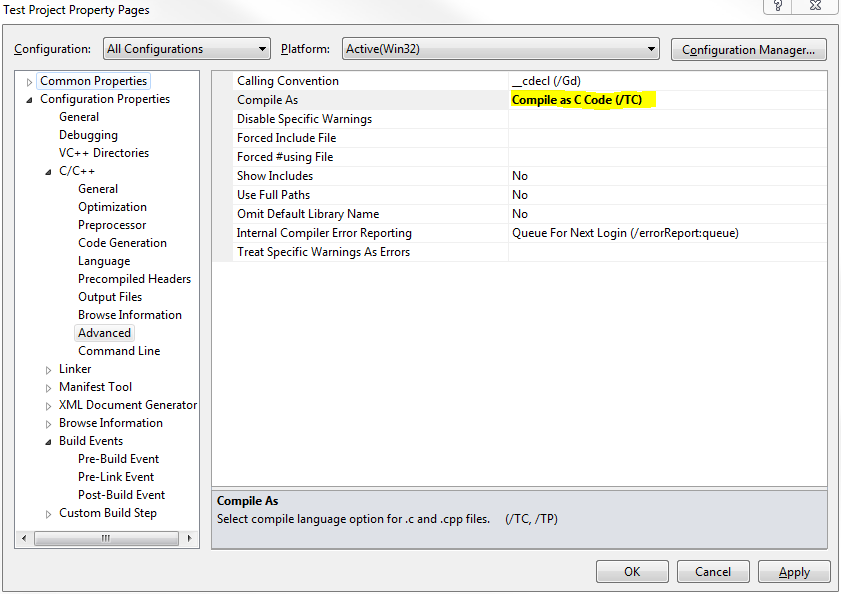 Test Project Property Pages
Configuration: All Configurations Platform: Active(Win32) Configuration Manager...
Common Properties
Configuration Properties
General
Debugging
VC++ Directories
C/C++
General
Optimization
Preprocessor
Code Generation
Language
Precompiled Headers
Output Files
Browse Information
Advanced
Command Line
Linker
Manifest Tool
XML Document Generator
Browse Information
Build Events
Pre-Build Event
Pre-Link Event
Post-Build Event
Custom Build Step
Calling Convention __cdecl (/Gd)
Compile As Compile as C Code (/TC)
Disable Specific Warnings
Forced Include File
Forced #using File
Show Includes No
Use Full Paths No
Omit Default Library Name No
Internal Compiler Error Reporting Queue For Next Login (/errorReport:queue)
Treat Specific Warnings As Errors
Compile As
Select compile language option for .c and .cpp files. (/TC, /TP)
OK Cancel Apply